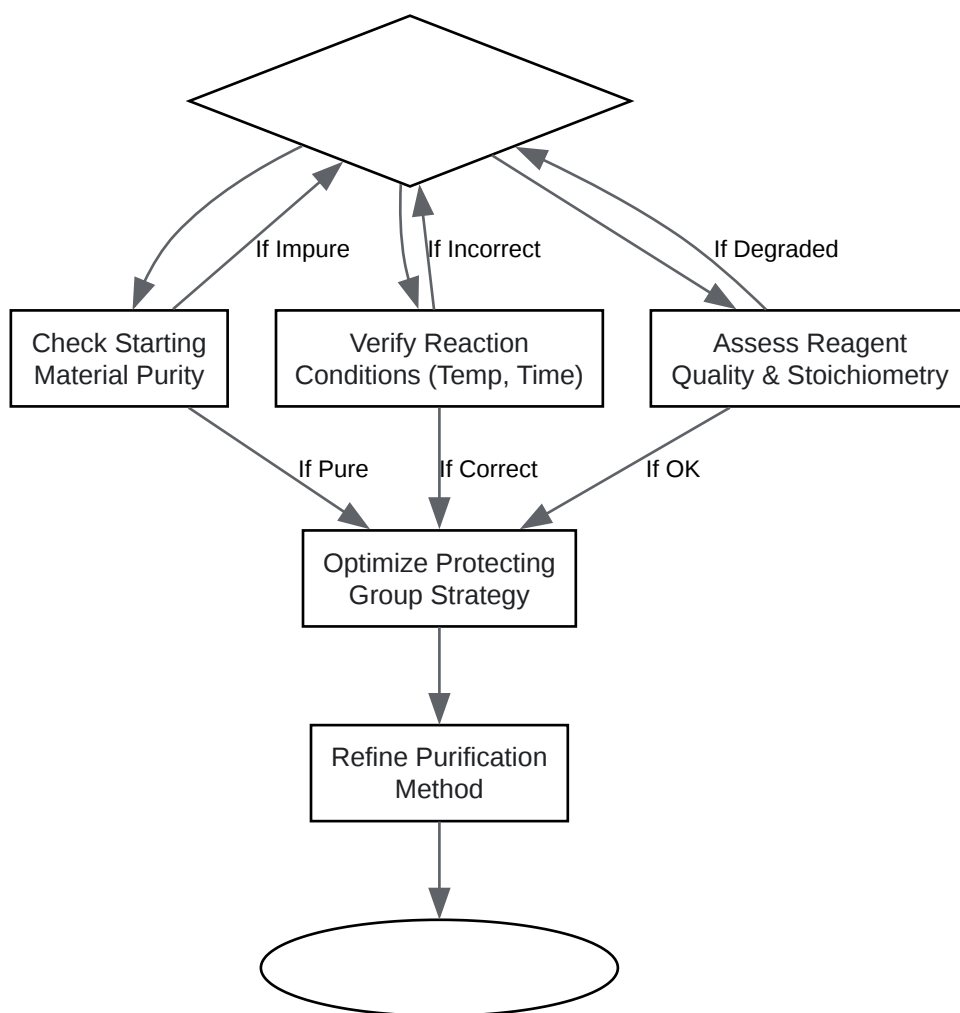 If Impure
If Incorrect
If Degraded
Check Starting
Material Purity
Verify Reaction
Conditions (Temp, Time)
Assess Reagent
Quality & Stoichiometry
If Pure
If Correct
If OK
Optimize Protecting
Group Strategy
Refine Purification
Method